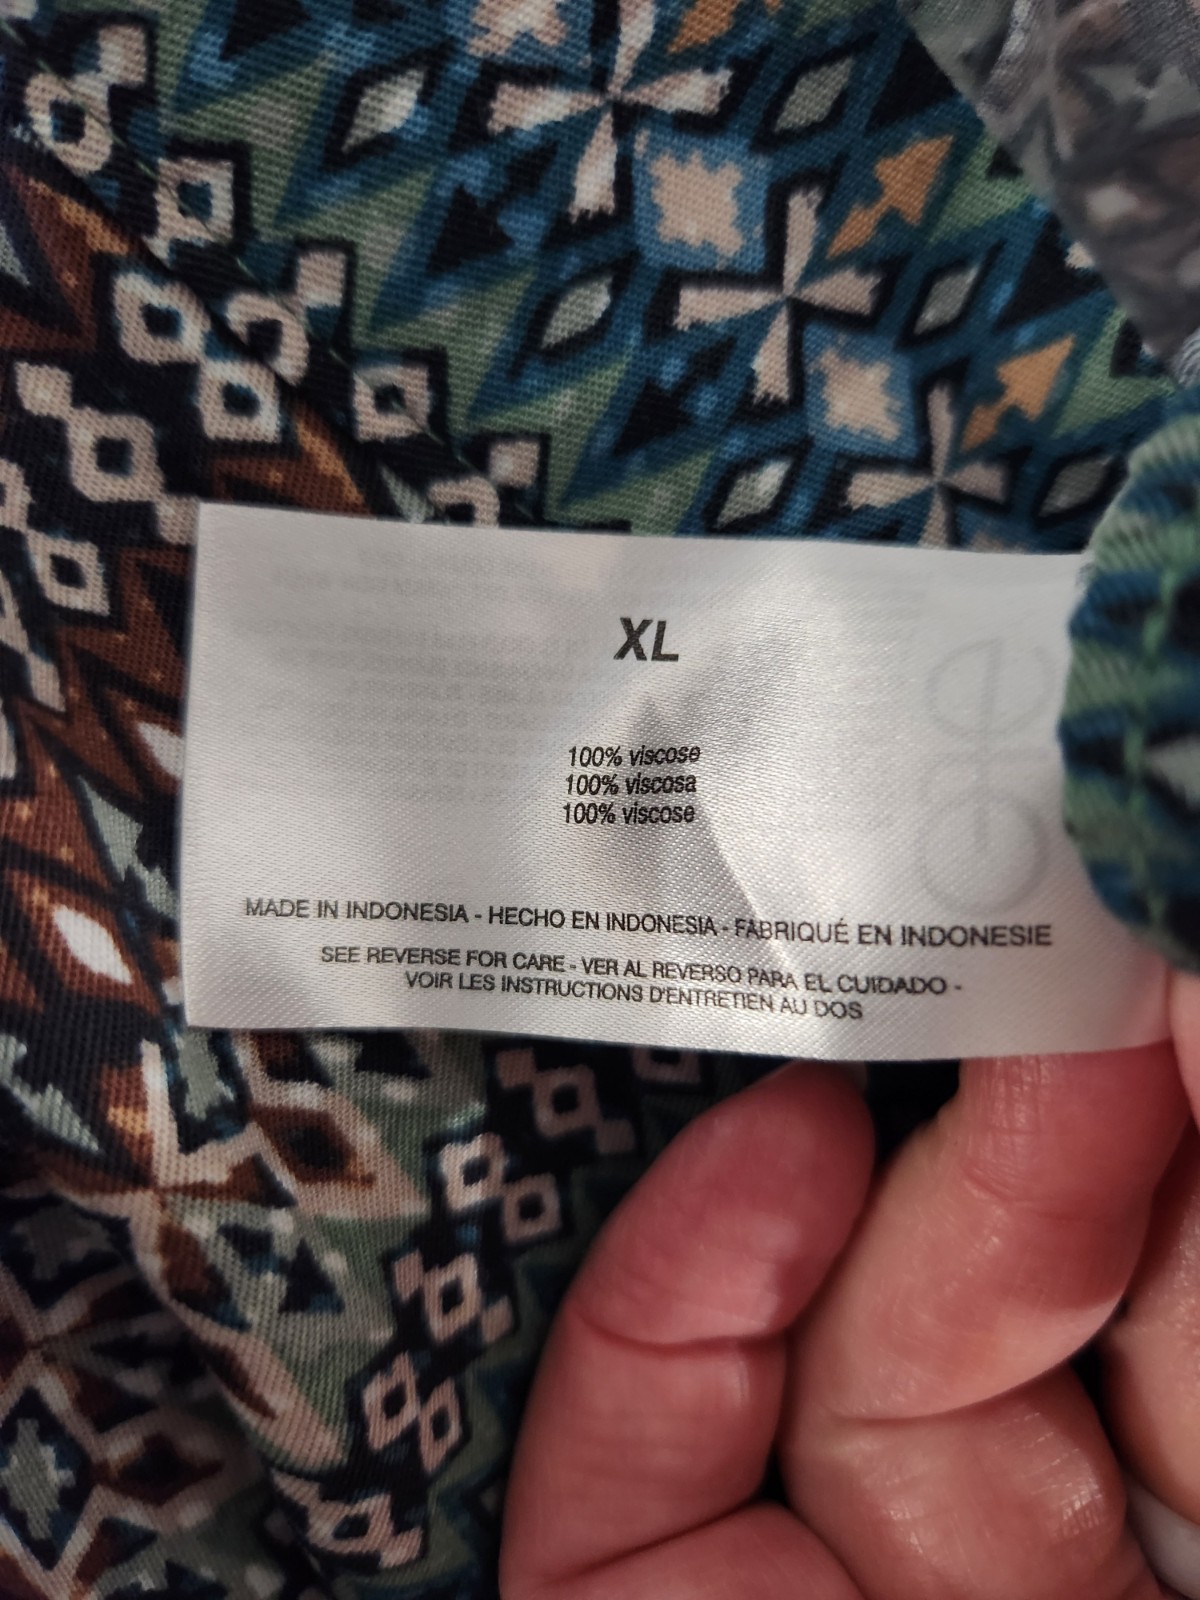 XL
100% viscose
100% viscosa
100% viscose
MADE IN INDONESIA - HECHO EN INDONESIA - FABRIQUÉ EN INDONESIE
SEE REVERSE FOR CARE - VER AL REVERSO PARA EL CUIDADO -
VOIR LES INSTRUCTIONS D'ENTRETIEN AU DOS